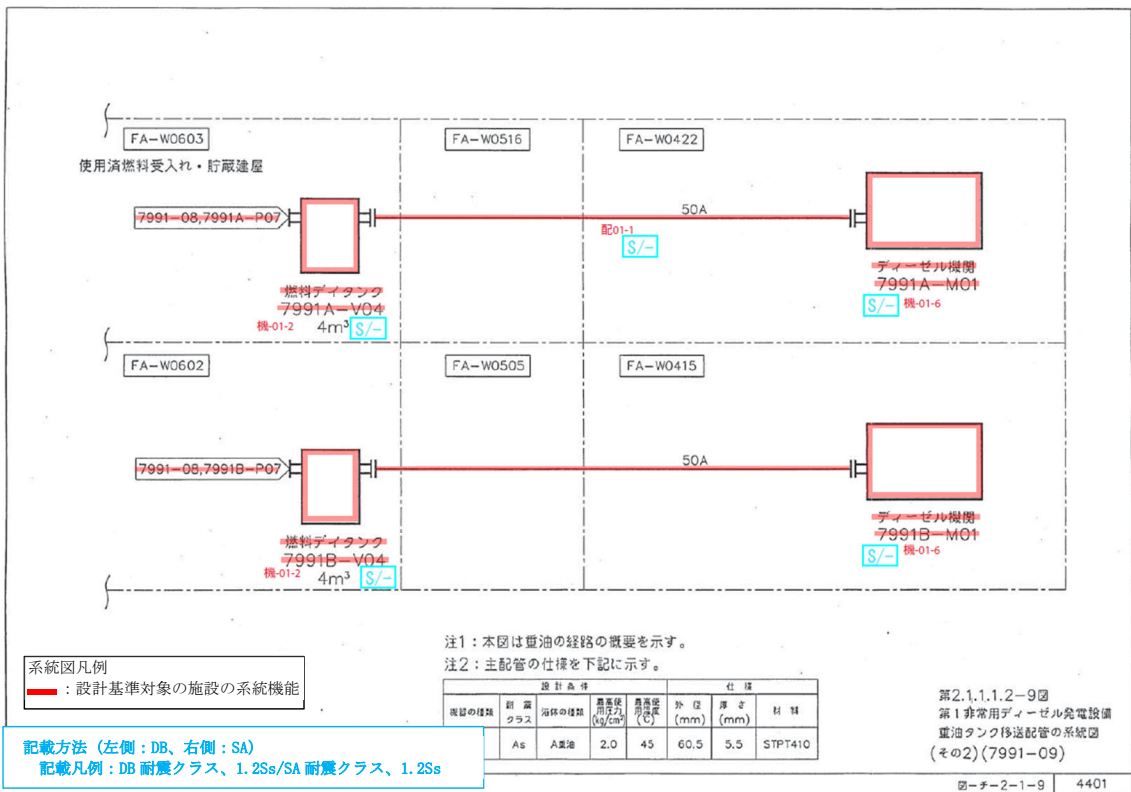 FA-W0603
FA-W0516
FA-W0422
使用済燃料受入れ・貯蔵建屋
7991-08,7991A-P07
50A
配01-1
S/-
ディーゼル機関
7991A-M01
S/- 機-01-6
燃料デイタンク
7991A-V04
機-01-2 4m³ S/-
FA-W0602
FA-W0505
FA-W0415
7991-08,7991B-P07
50A
ディーゼル機関
7991B-M01
S/- 機-01-6
燃料デイタンク
7991B-V04
機-01-2 4m³ S/-
注1：本図は重油の経路の概要を示す。
注2：主配管の仕様を下記に示す。
系統図凡例
：設計基準対象の施設の系統機能
設計条件 仕様
耐震クラス 最高使用圧力(kg/cm²) 最高使用温度(℃) 外径(mm) 厚さ(mm) 材料
As A重油 2.0 45 60.5 5.5 STPT410
記載方法（左側：DB、右側：SA）
記載凡例：DB 耐震クラス、1.2Ss/SA 耐震クラス、1.2Ss
第2.1.1.1.2-9図
第1非常用ディーゼル発電設備
重油タンク移送配管の系統図
(その2)(7991-09)
図-チ-2-1-9 4401